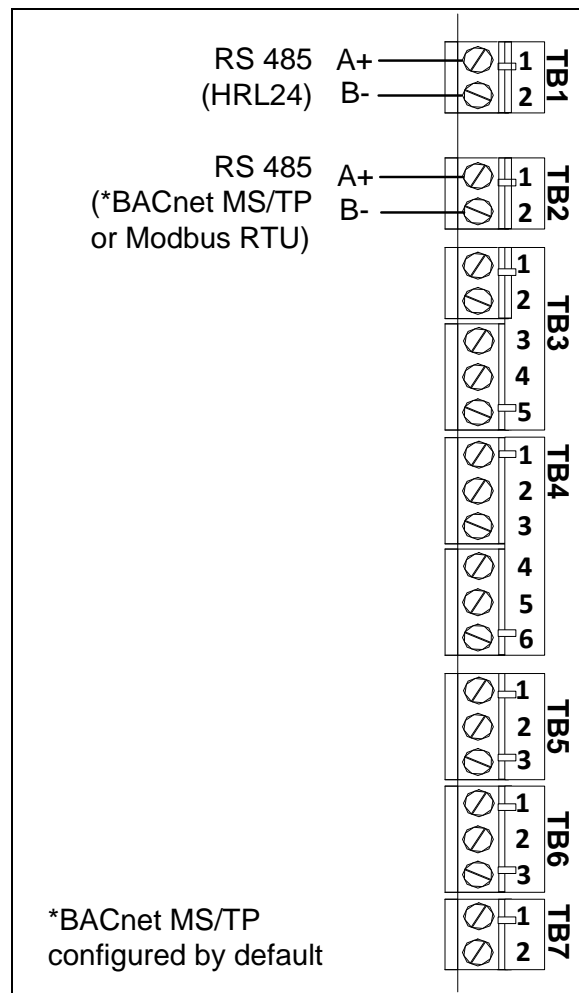 RS 485 A+ 1
(HRL24) B- 2
TB1
RS 485 A+ 1
(*BACnet MS/TP B- 2
or Modbus RTU)
TB2
1
2
3
4
5
TB3
1
2
3
4
5
6
TB4
1
2
3
TB5
1
2
3
TB6
1
2
TB7
*BACnet MS/TP
configured by default